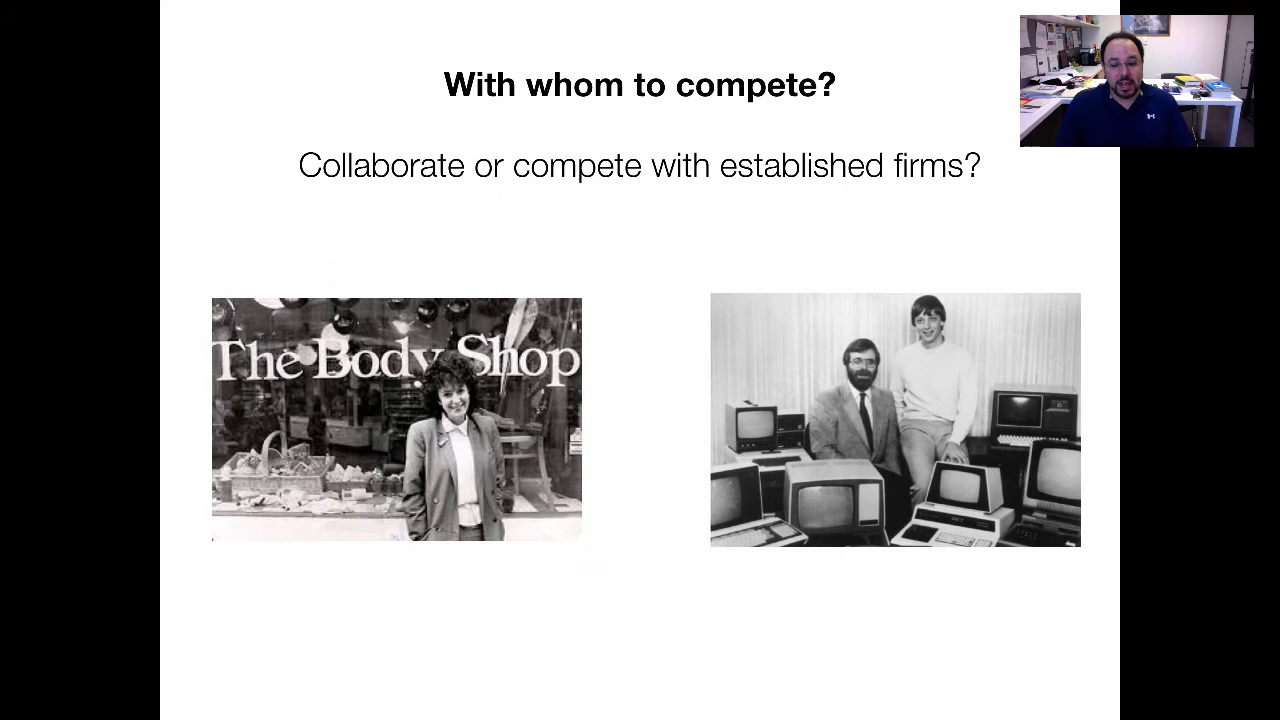 With whom to compete?
Collaborate or compete with established firms?
The Body Shop